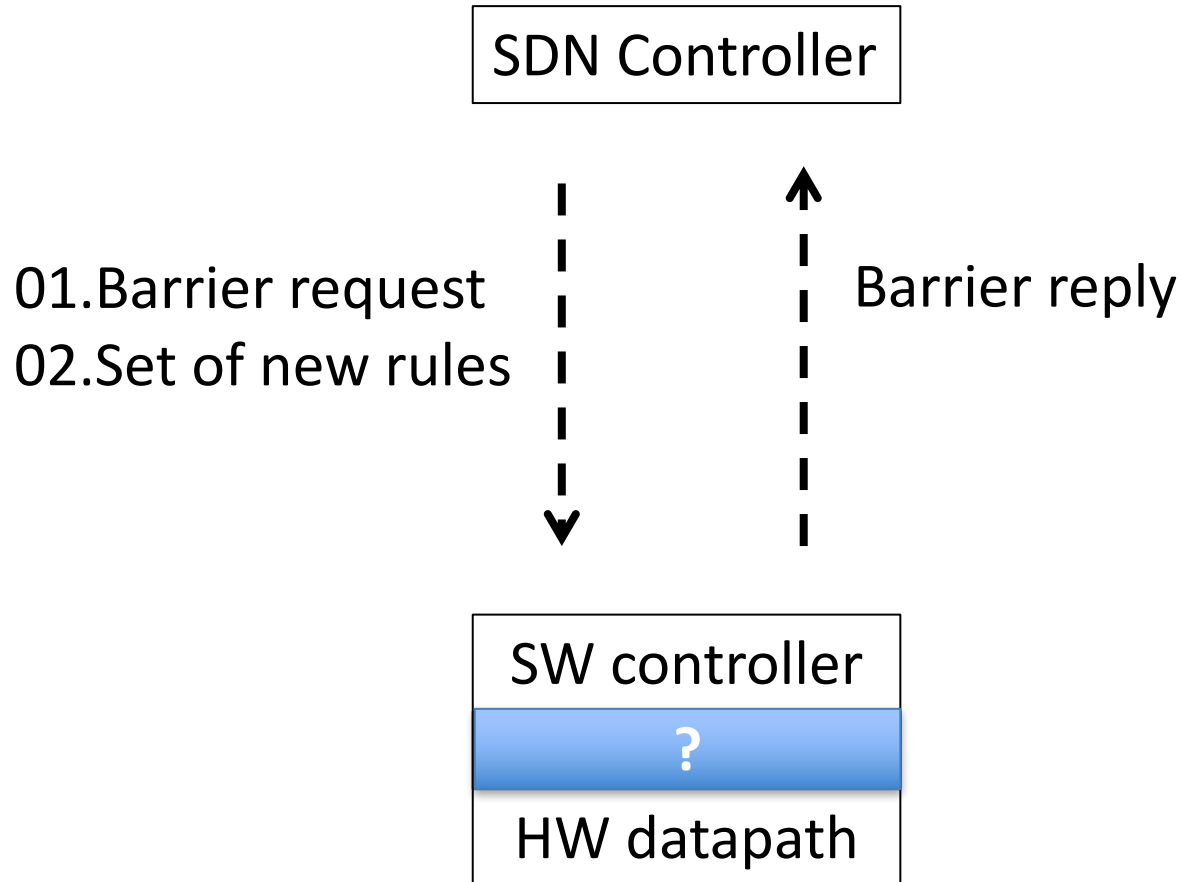 SDN Controller
01.Barrier request
02.Set of new rules
Barrier reply
SW controller
?
HW datapath